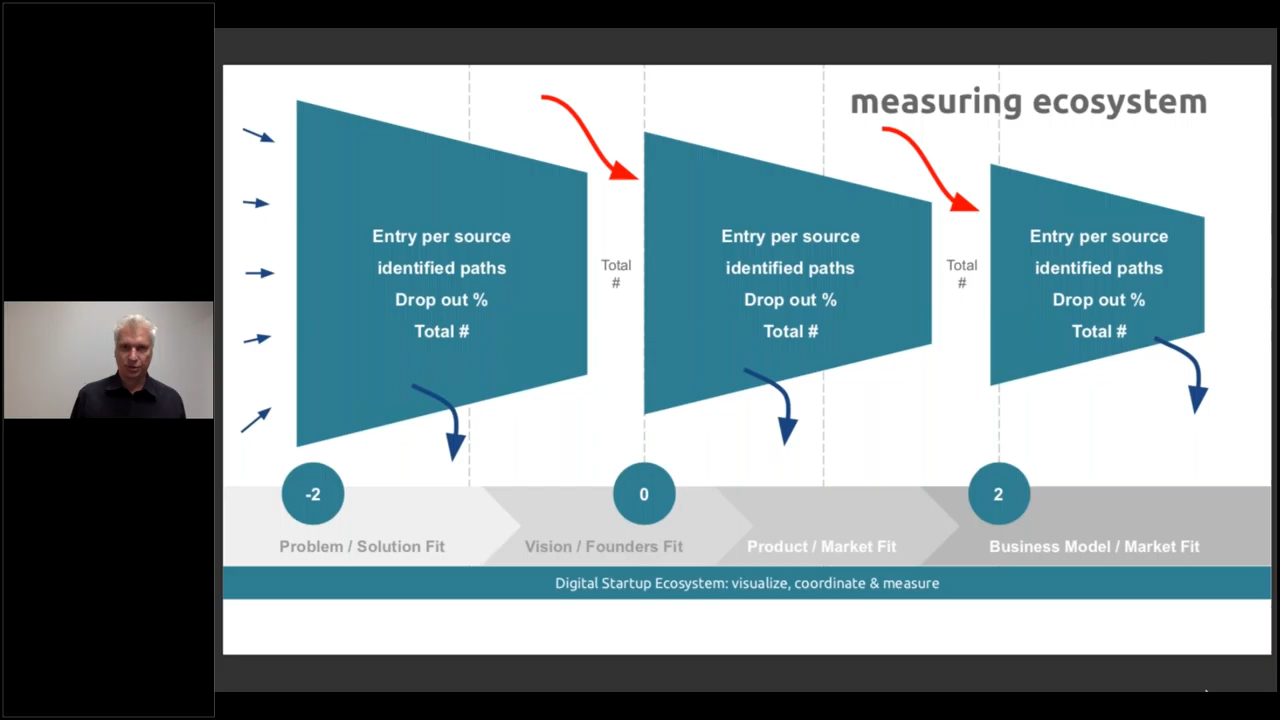 measuring ecosystem
Entry per source
identified paths
Drop out %
Total #
Total
#
Entry per source
identified paths
Drop out %
Total #
Total
#
Entry per source
identified paths
Drop out %
Total #
-2
0
2
Problem / Solution Fit
Vision / Founders Fit
Product / Market Fit
Business Model / Market Fit
Digital Startup Ecosystem: visualize, coordinate & measure